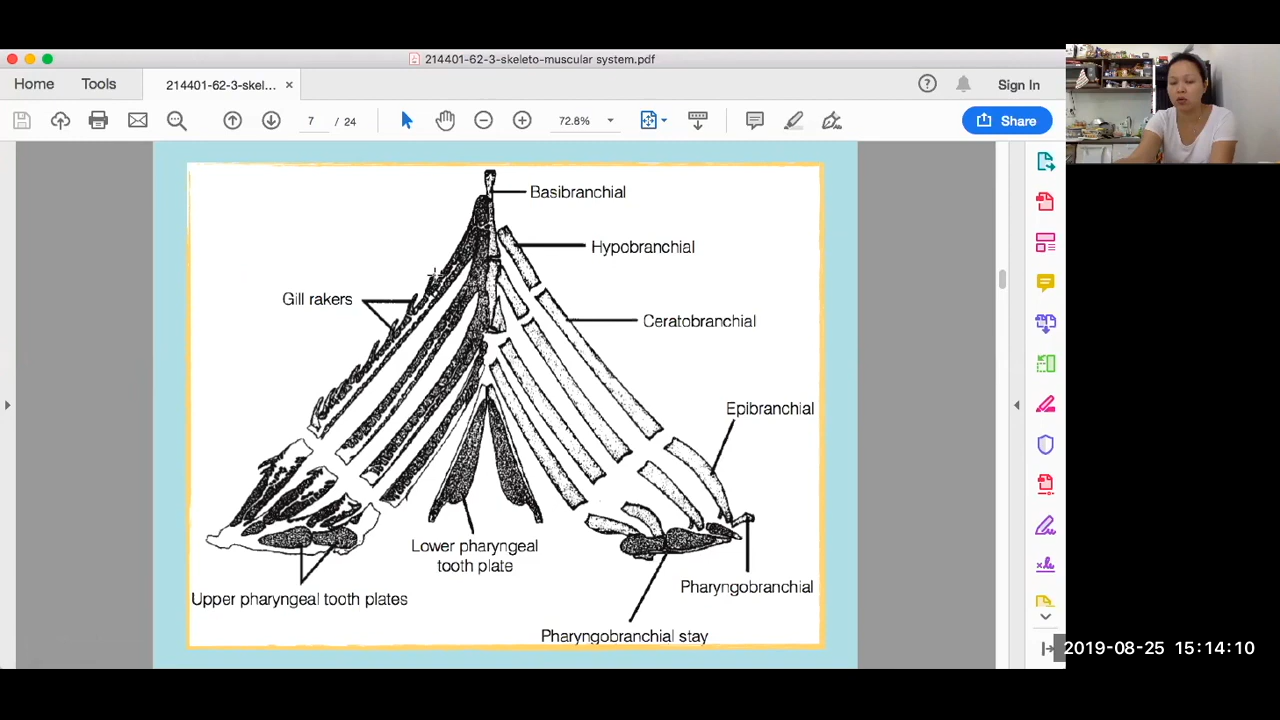 214401-62-3-skeleto-muscular system.pdf
Home
Tools
214401-62-3-skel...
Sign In
7 / 24
72.8%
Share
Basibranchial
Hypobranchial
Gill rakers
Ceratobranchial
Epibranchial
Lower pharyngeal
tooth plate
Pharyngobranchial
Upper pharyngeal tooth plates
Pharyngobranchial stay
2019-08-25 15:14:10